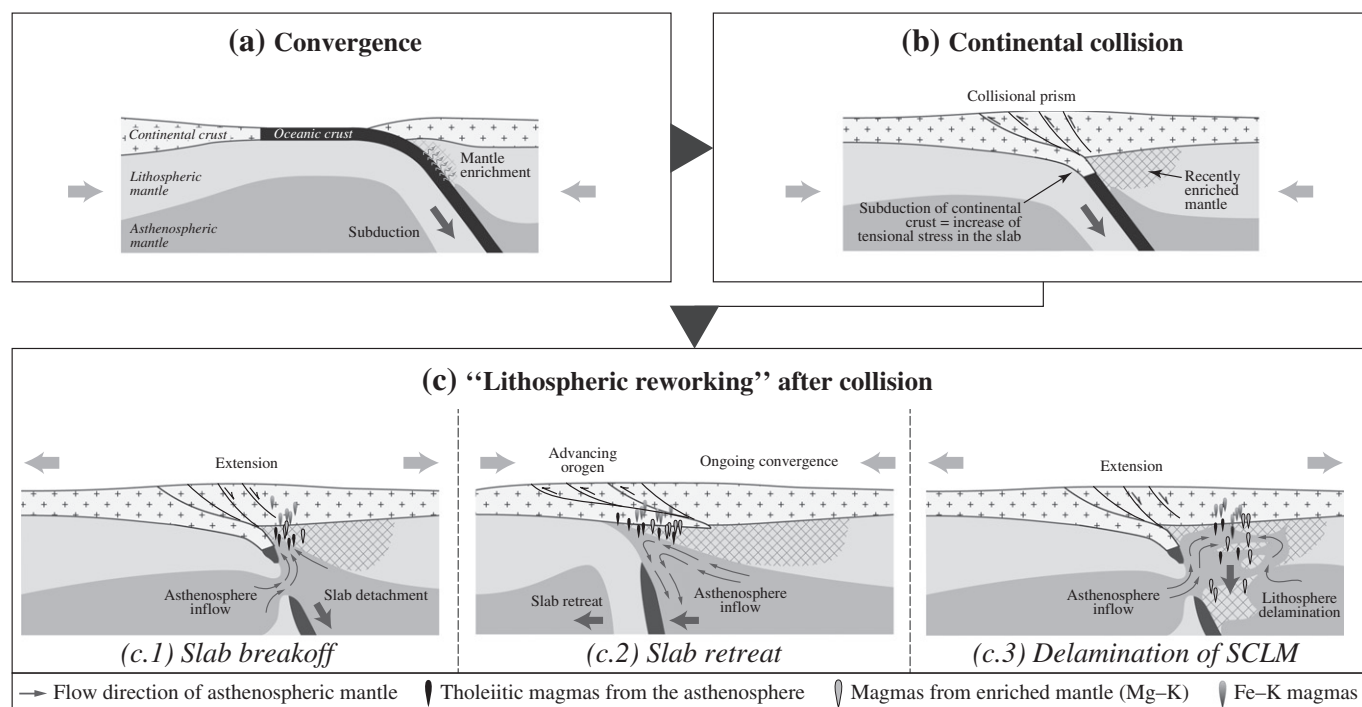 (a) Convergence
Continental crust
Oceanic crust
Mantle
enrichment
Lithospheric
mantle
Asthenospheric
mantle
Subduction
(b) Continental collision
Collisional prism
Subduction of continental
crust = increase of
tensional stress in the slab
Recently
enriched
mantle
(c) ‘‘Lithospheric reworking’’ after collision
Extension
Asthenosphere
inflow
Slab detachment
(c.1) Slab breakoff
Advancing
orogen
Ongoing convergence
Slab retreat
Asthenosphere
inflow
(c.2) Slab retreat
Extension
Asthenosphere
inflow
Lithosphere
delamination
(c.3) Delamination of SCLM
Flow direction of asthenospheric mantle
Tholeiitic magmas from the asthenosphere
Magmas from enriched mantle (Mg–K)
Fe–K magmas